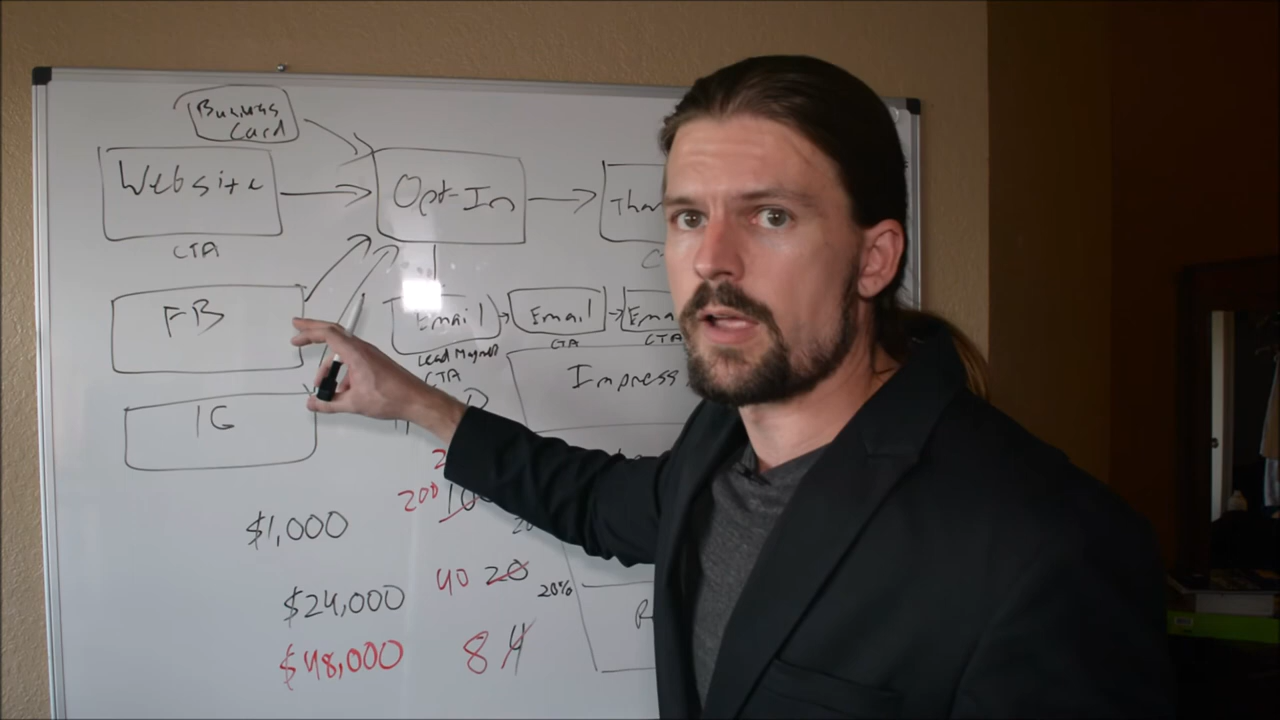 Business
Card
Website
Opt-In
CTA
FB
Email
Email
CTA
CTA
Lead Magnet
CTA
Impress
IG
200
$1,000
40 20
20%
$24,000
8 4
$48,000